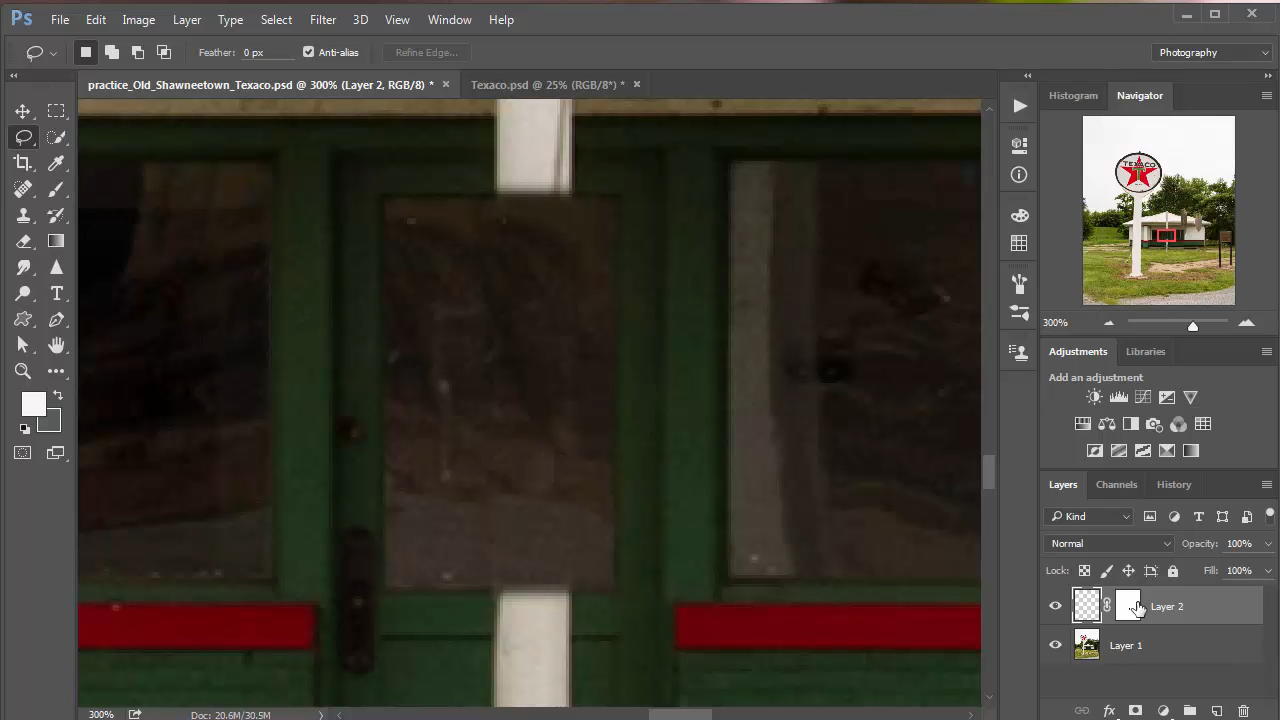 Ps File Edit Image Layer Type Select Filter 3D View Window Help
Feather: 0 px Anti-alias Refine Edge... Photography
practice_Old_Shawneetown_Texaco.psd @ 300% (Layer 2, RGB/8) * Texaco.psd @ 25% (RGB/8*) *
Histogram Navigator
TEXACO
T
300%
Adjustments Libraries
Add an adjustment
Layers Channels History
Kind
Normal Opacity: 100%
Lock: Fill: 100%
Layer 2
Layer 1
300% Doc: 20.6M/30.5M